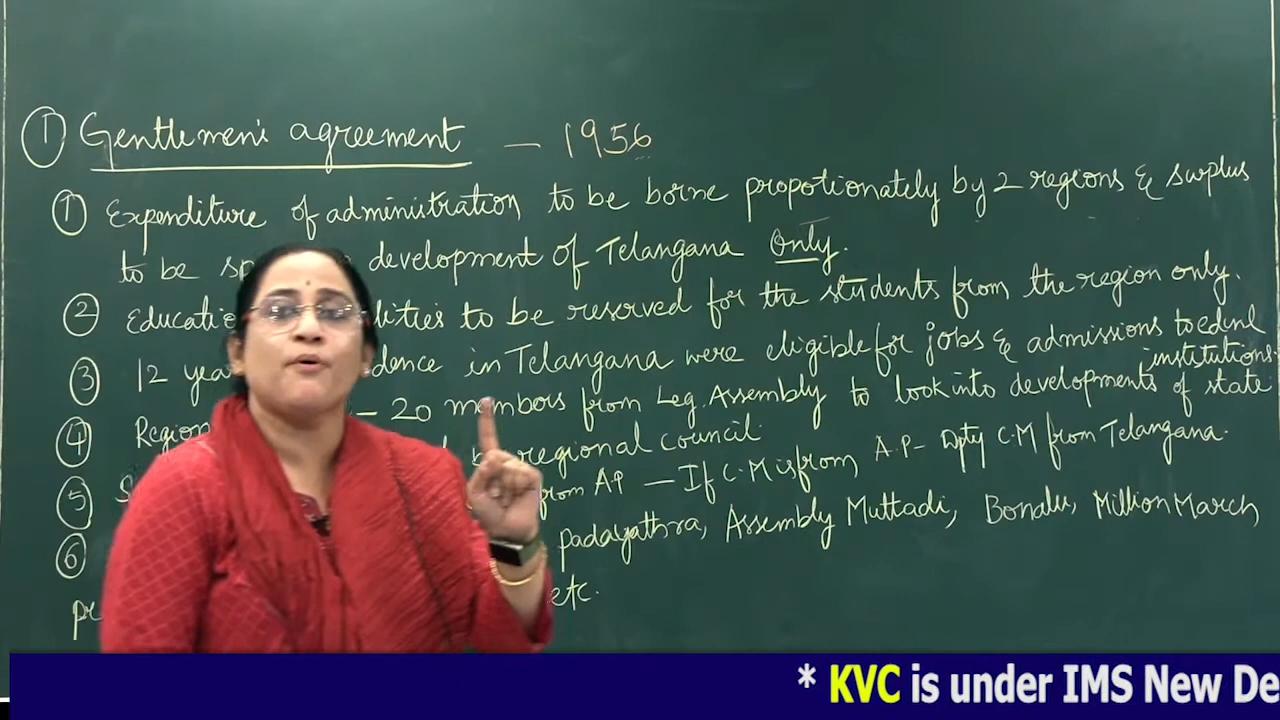 ① Gentlemen's agreement — 1956
① Expenditure of administration to be borne propotionately by 2 regions & surplus
to be sp development of Telangana Only.
② Educatio lities to be reserved for the students from the region only.
③ 12 yea dence in Telangana were eligible for jobs & admissions to ednl
institutions
④ Region – 20 members from Leg. Assembly to look into developments of state
regional council.
⑤ S from AP — If C.M is from A.P – Dpty C.M from Telangana.
⑥ padayathra, Assembly Muttadi, Bonalu, Million March
pr etc.
* KVC is under IMS New De